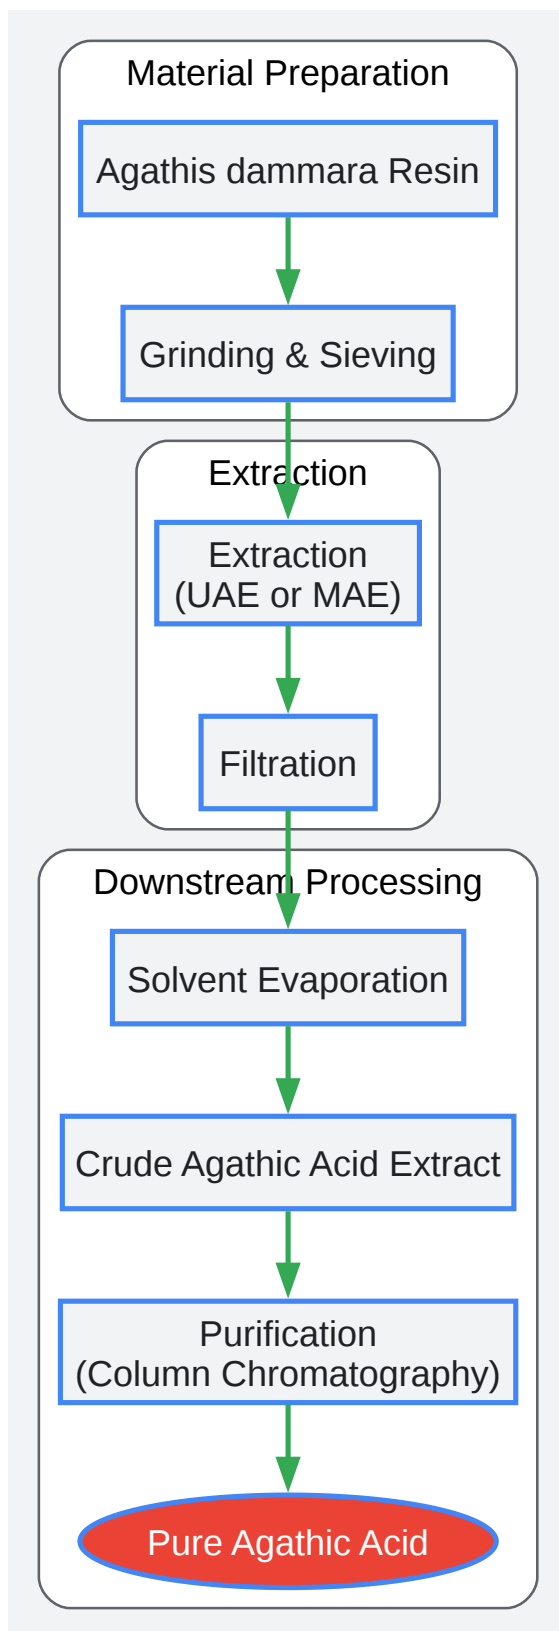 Material Preparation
Agathis dammara Resin
Grinding & Sieving
Extraction
Extraction
(UAE or MAE)
Filtration
Downstream Processing
Solvent Evaporation
Crude Agathic Acid Extract
Purification
(Column Chromatography)
Pure Agathic Acid